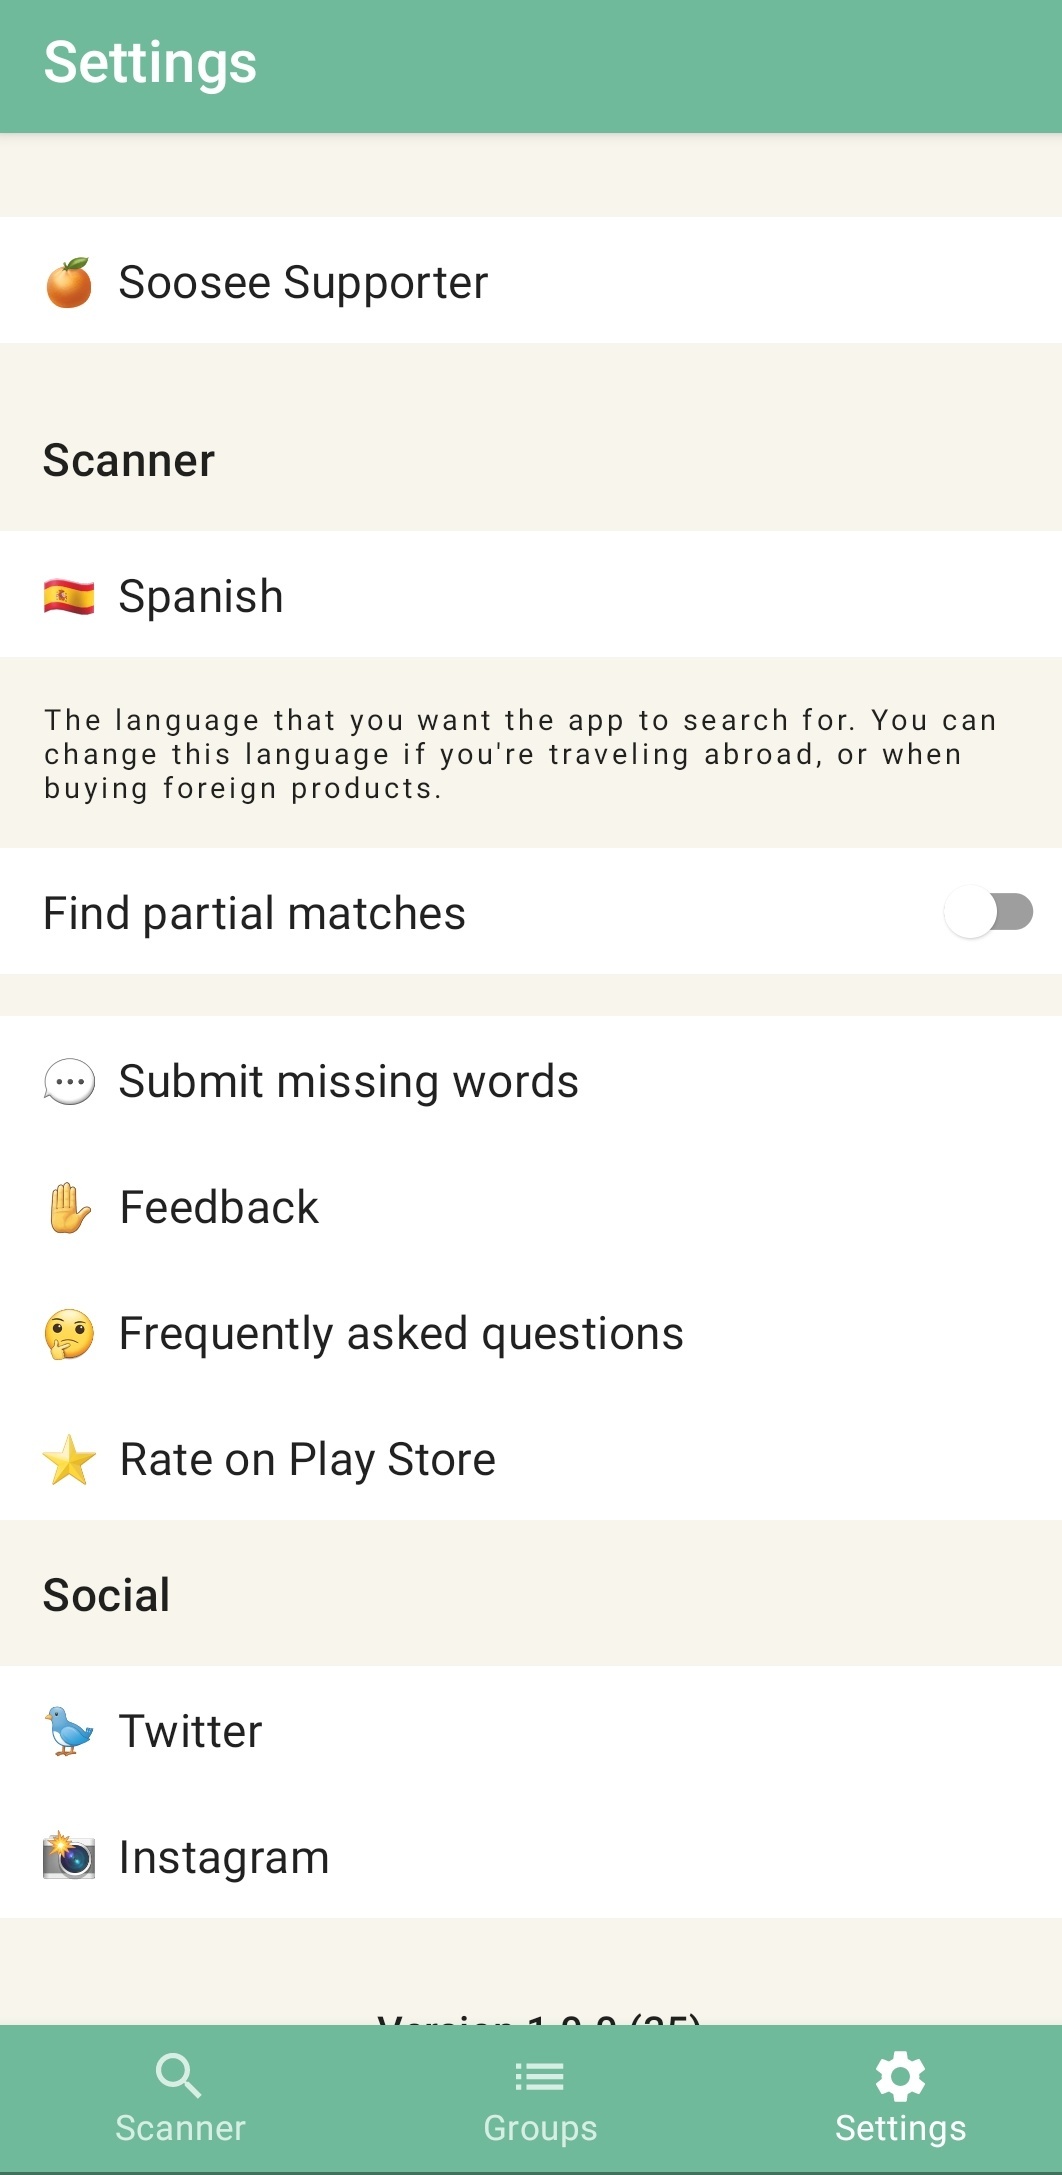 Settings
Soosee Supporter
Scanner
Spanish
The language that you want the app to search for. You can
change this language if you're traveling abroad, or when
buying foreign products.
Find partial matches
Submit missing words
Feedback
Frequently asked questions
Rate on Play Store
Social
Twitter
Instagram
Version
Scanner
Groups
Settings